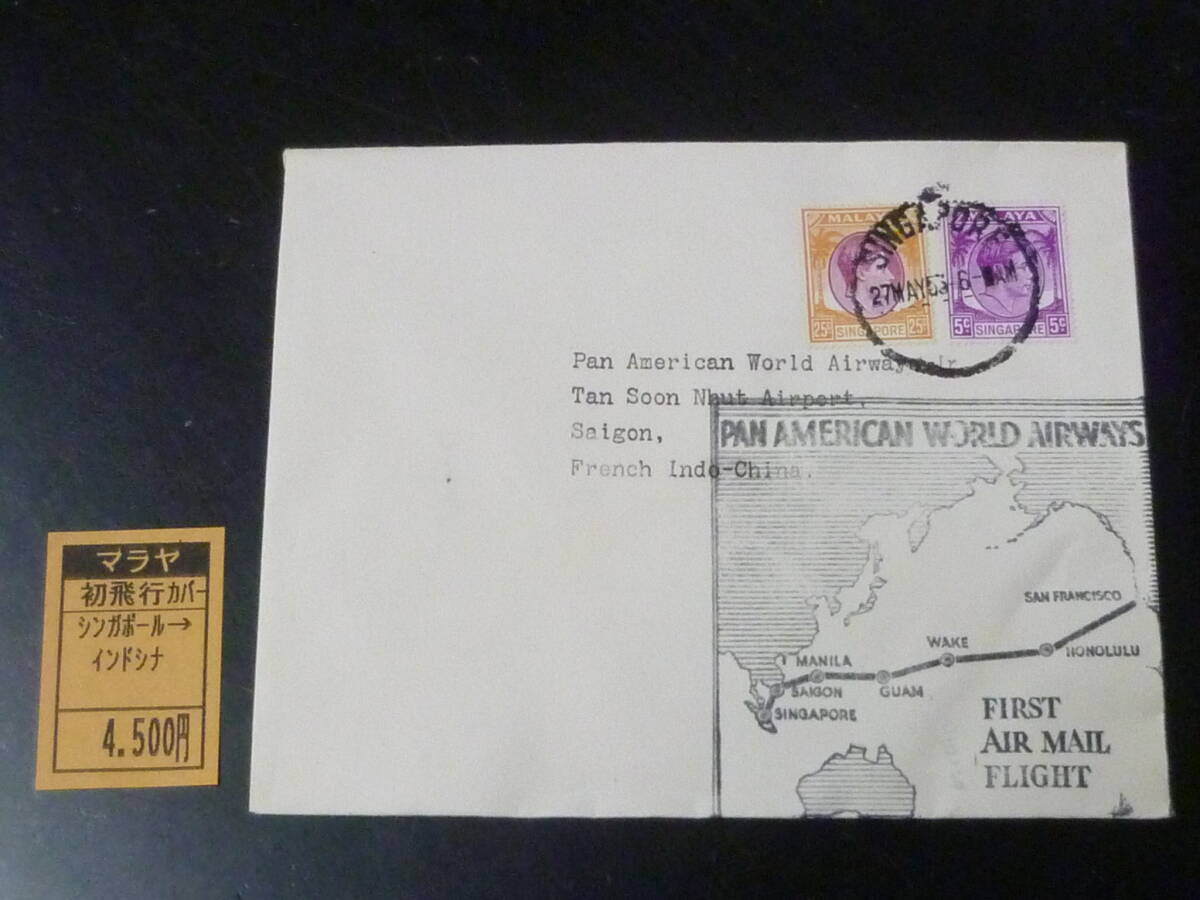 MALAYA
25c SINGAPORE 25c
LAYA
5c SINGAPORE 5c
SINGAPORE
27 MAY 53 6- AM
Pan American World Airways
Tan Soon Nhut Airport,
Saigon,
French Indo-China.
PAN AMERICAN WORLD AIRWAYS
SAN FRANCISCO
WAKE
HONOLULU
MANILA
SAIGON
GUAM
SINGAPORE
FIRST
AIR MAIL
FLIGHT
マラヤ
初飛行カバー
シンガポール→
インドシナ
4.500円